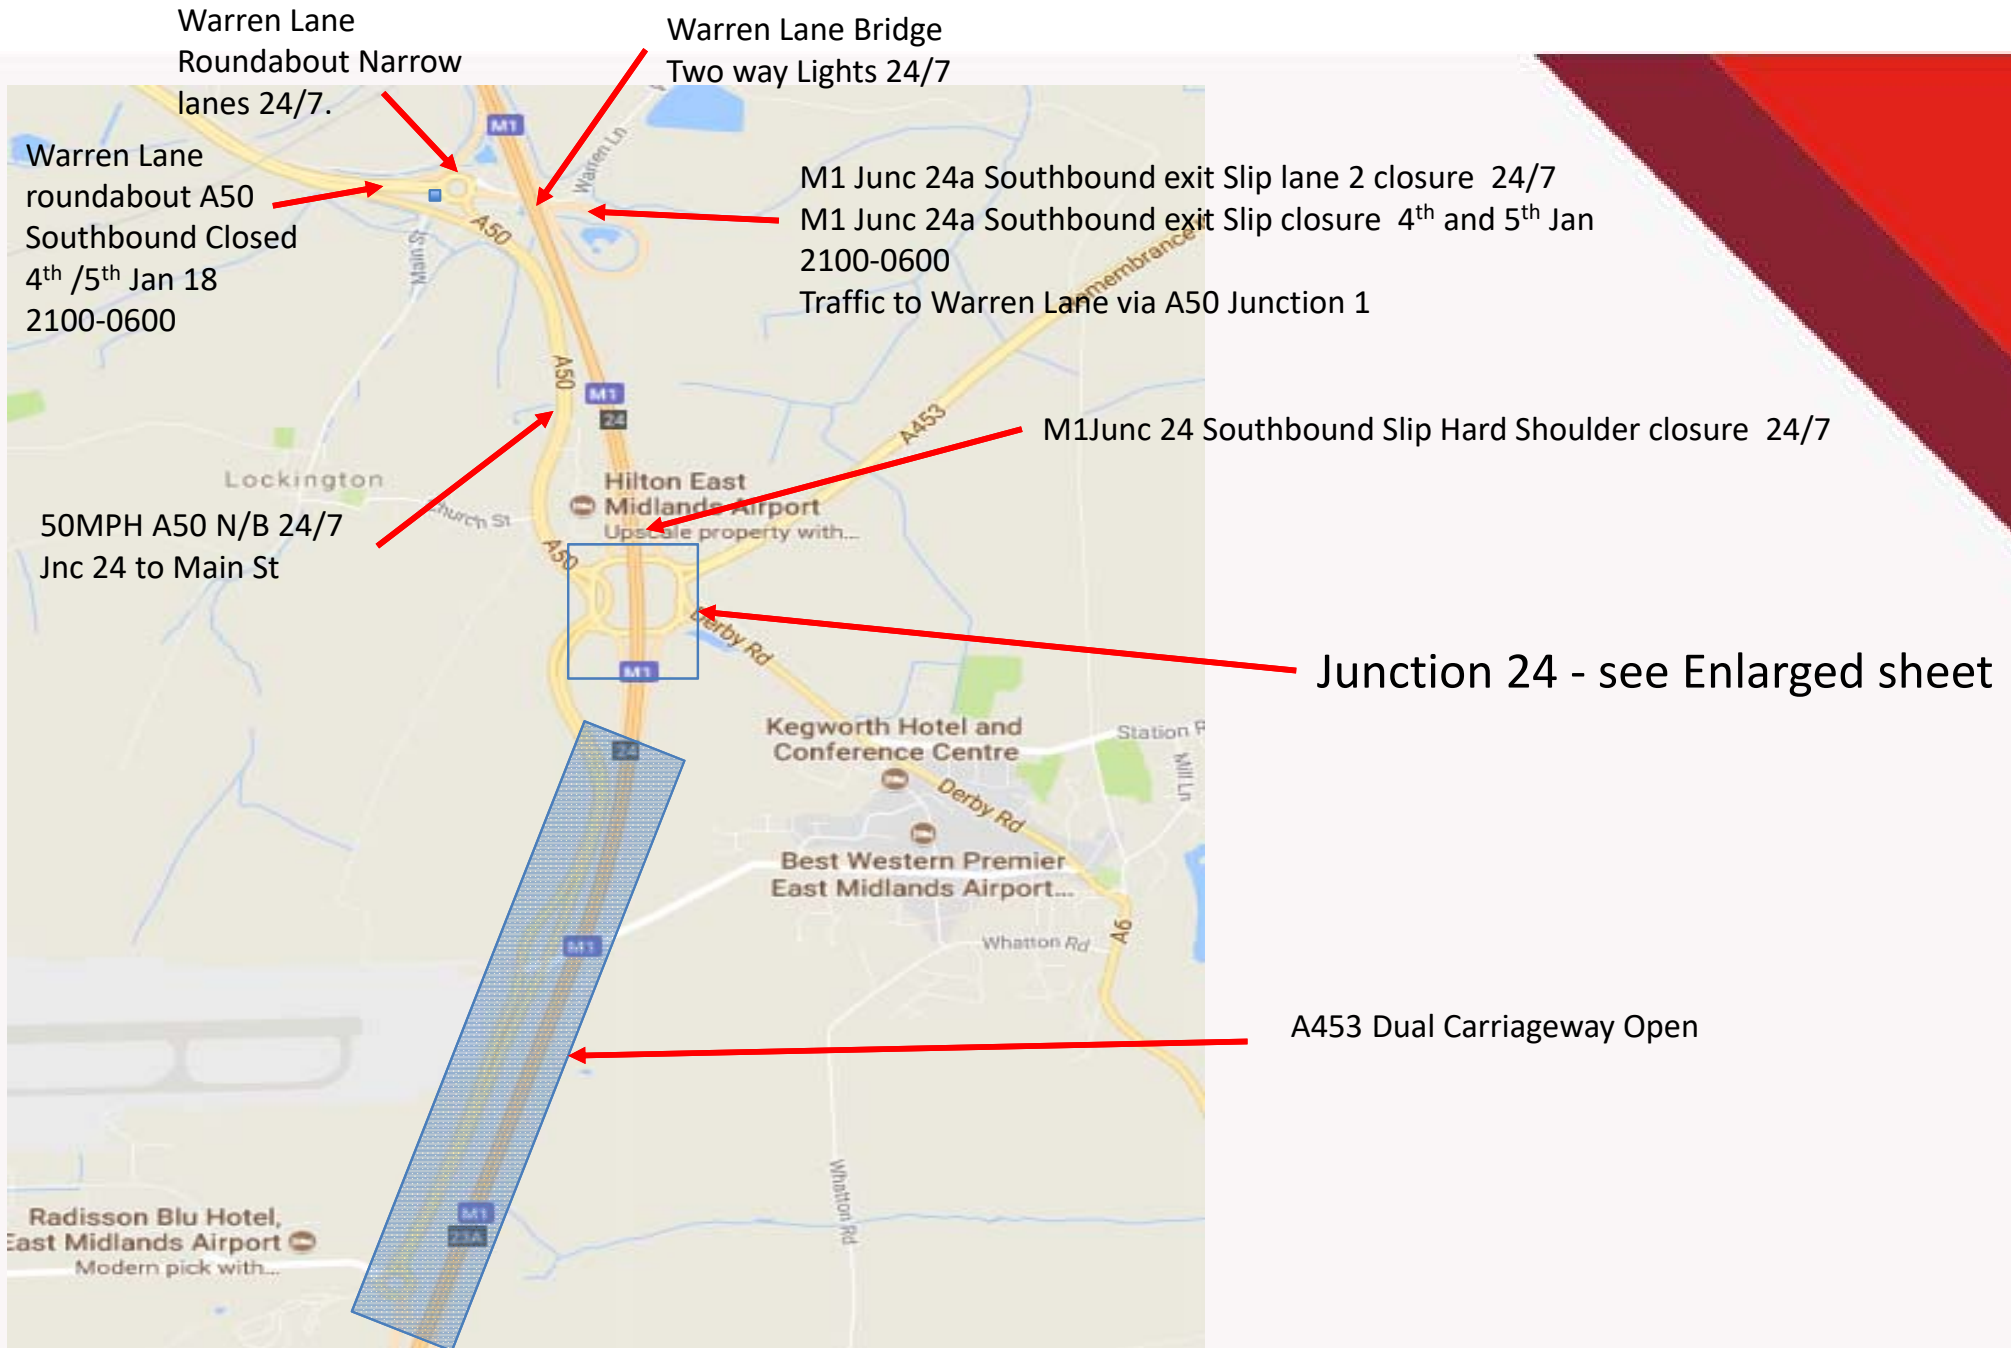 Warren Lane
Roundabout Narrow
lanes 24/7.
Warren Lane Bridge
Two way Lights 24/7
Warren Lane
roundabout A50
Southbound Closed
4th /5th Jan 18
2100-0600
M1 Junc 24a Southbound exit Slip lane 2 closure 24/7
M1 Junc 24a Southbound exit Slip closure 4th and 5th Jan
2100-0600
Traffic to Warren Lane via A50 Junction 1
M1
Warren Ln
A50
Main St
A50
M1
24
A453
M1Junc 24 Southbound Slip Hard Shoulder closure 24/7
Lockington
Church St
Hilton East
Midlands Airport
Upscale property with...
50MPH A50 N/B 24/7
Jnc 24 to Main St
A50
Derby Rd
M1
Junction 24 - see Enlarged sheet
Kegworth Hotel and
Conference Centre
Station
Mill Ln
24
Derby Rd
Best Western Premier
East Midlands Airport...
M1
Whatton Rd
A6
A453 Dual Carriageway Open
Whatton Rd
Radisson Blu Hotel,
East Midlands Airport
Modern pick with...
M1
23A